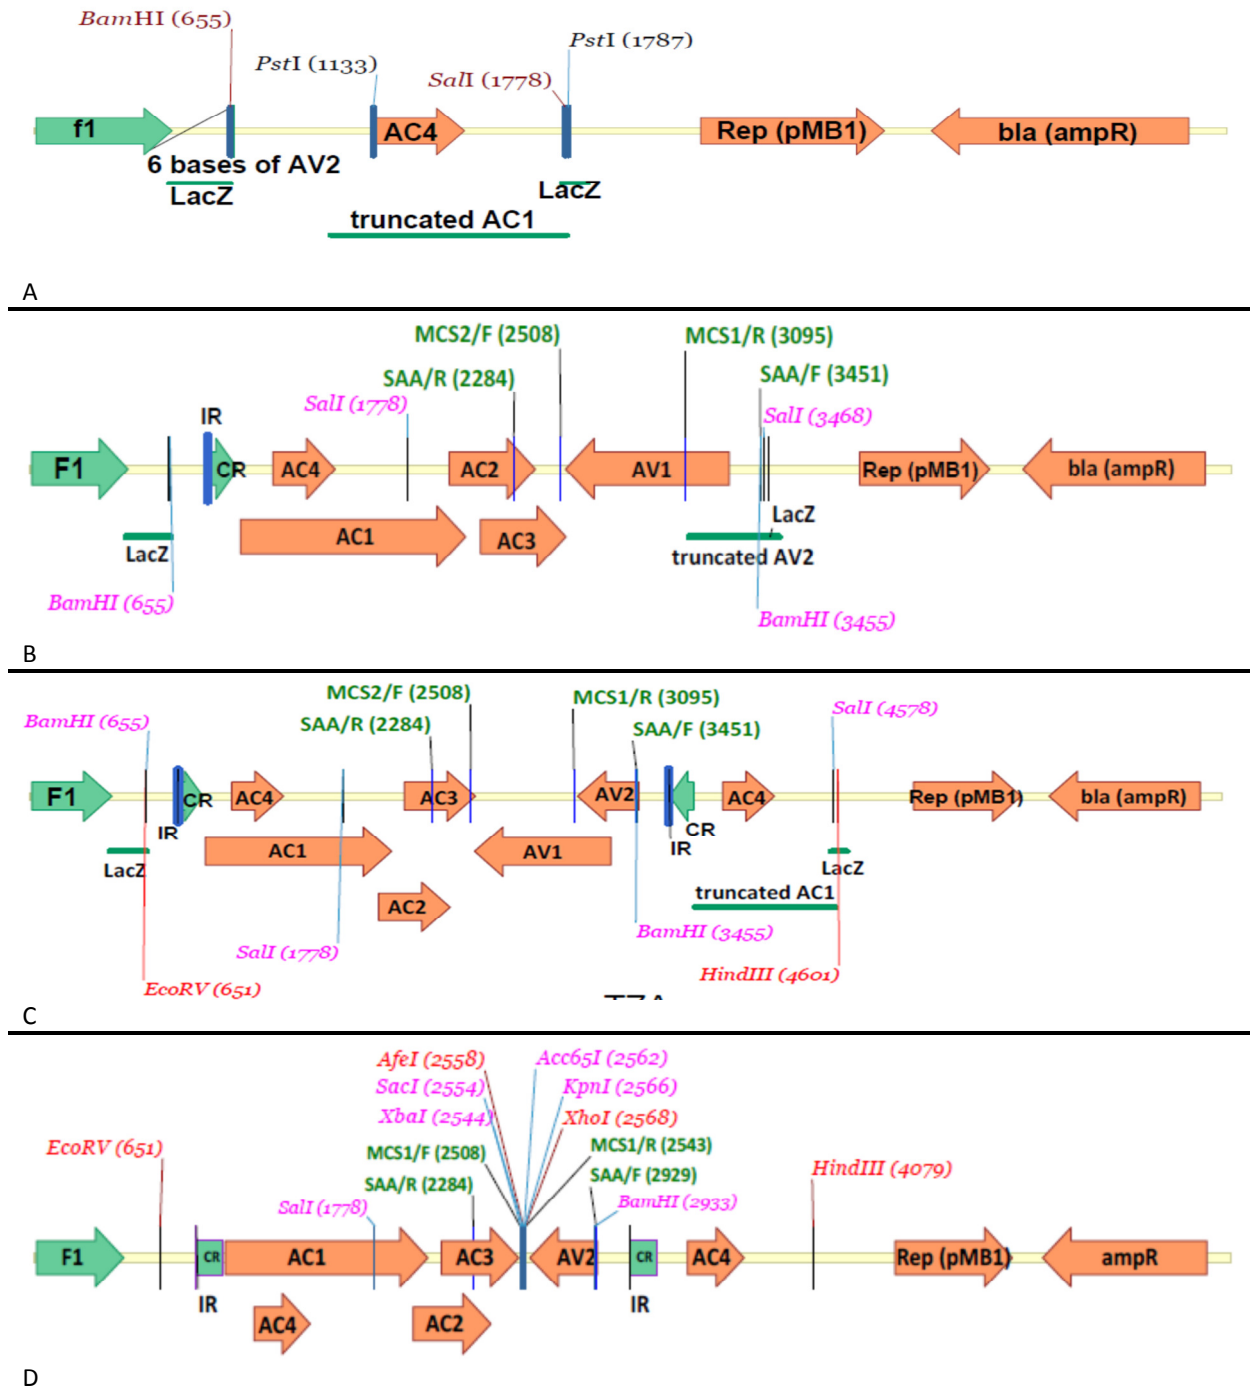 BamHI (655)
PstI (1133)
SalI (1778)
PstI (1787)
f1
AC4
Rep (pMB1)
bla (ampR)
6 bases of AV2
LacZ
LacZ
truncated AC1
A
MCS2/F (2508)
MCS1/R (3095)
SAA/R (2284)
SAA/F (3451)
SalI (1778)
SalI (3468)
IR
F1
CR
AC4
AC2
AV1
Rep (pMB1)
bla (ampR)
LacZ
AC1
AC3
LacZ
truncated AV2
BamHI (655)
BamHI (3455)
B
MCS2/F (2508)
MCS1/R (3095)
BamHI (655)
SAA/R (2284)
SAA/F (3451)
SalI (4578)
F1
CR
AC4
AC3
AV2
AC4
Rep (pMB1)
bla (ampR)
IR
CR
IR
AC1
AV1
LacZ
LacZ
truncated AC1
AC2
BamHI (3455)
SalI (1778)
HindIII (4601)
EcoRV (651)
C
AfeI (2558)
Acc65I (2562)
SacI (2554)
KpnI (2566)
XbaI (2544)
XhoI (2568)
EcoRV (651)
MCS1/F (2508)
MCS1/R (2543)
SAA/R (2284)
SAA/F (2929)
HindIII (4079)
SalI (1778)
BamHI (2933)
F1
CR
AC1
AC3
AV2
CR
AC4
Rep (pMB1)
ampR
IR
IR
AC4
AC2
D